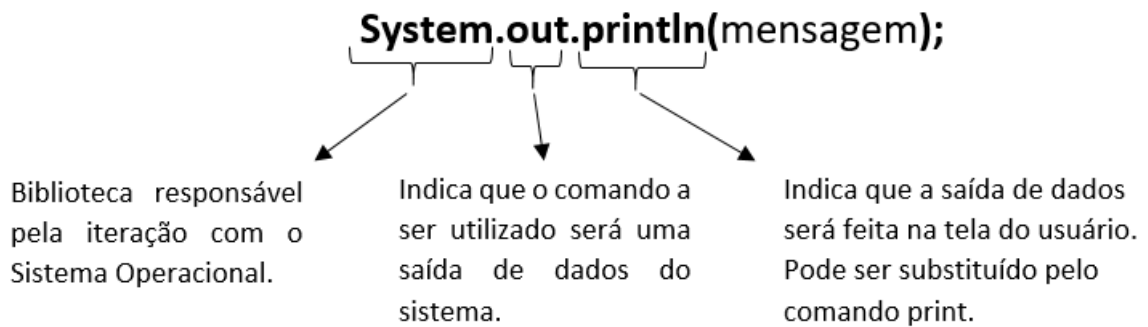 System.out.println(mensagem);
Biblioteca responsável
pela iteração com o
Sistema Operacional.
Indica que o comando a
ser utilizado será uma
saída de dados do
sistema.
Indica que a saída de dados
será feita na tela do usuário.
Pode ser substituído pelo
comando print.